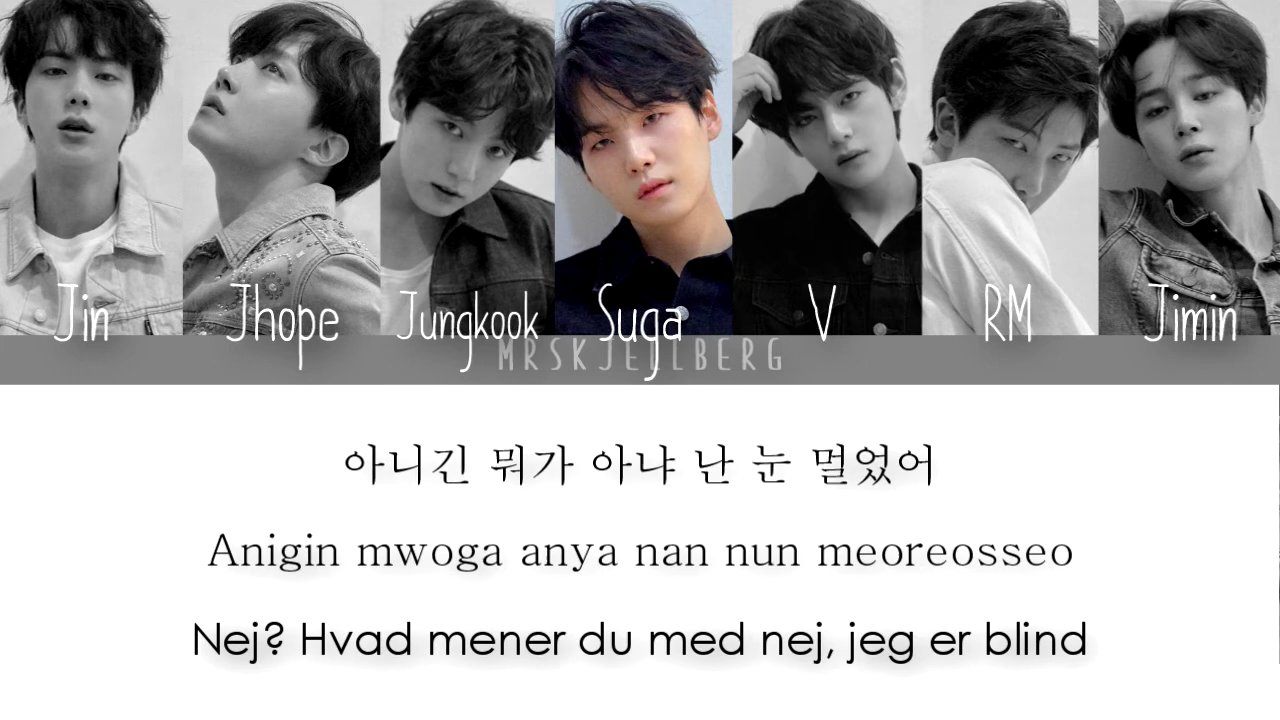 Jin Jhope Jungkook Suga V RM Jimin
MRSKJELLBERG
아니긴 뭐가 아냐 난 눈 멀었어
Anigin mwoga anya nan nun meoreosseo
Nej? Hvad mener du med nej, jeg er blind